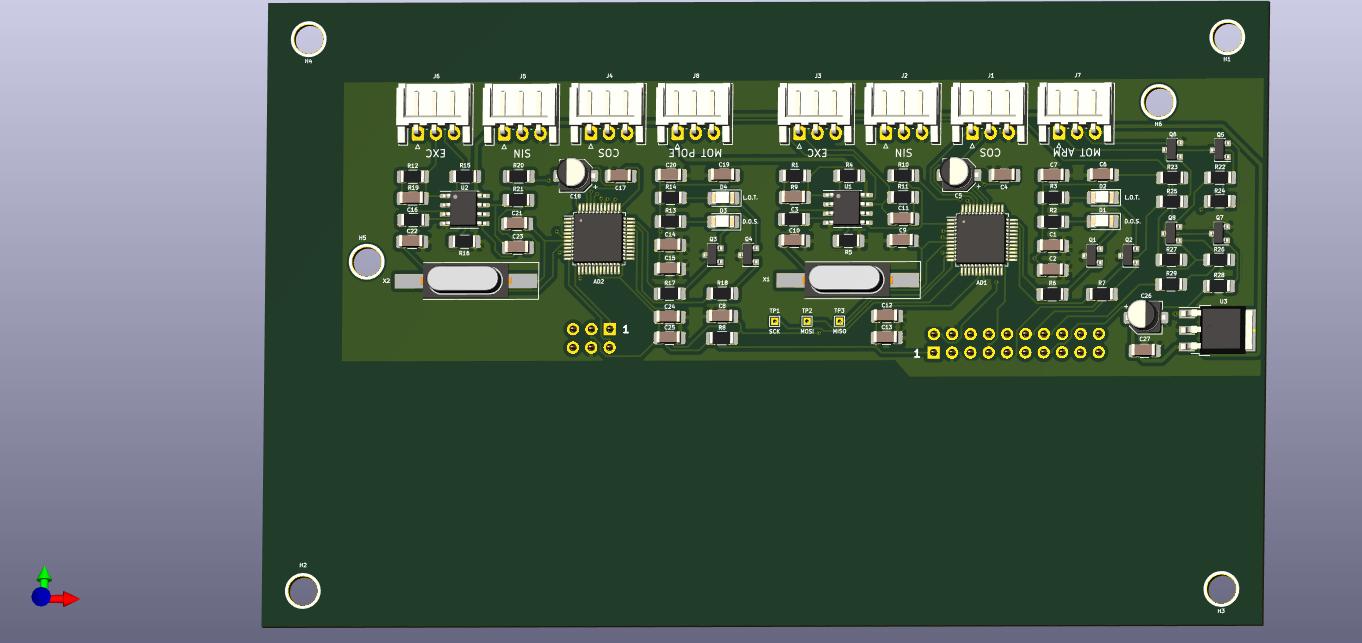 H4
H1
J6
J5
J4
J8
J3
J2
J1
J7
H6
EXC
SIN
COS
MOT POLE
EXC
SIN
COS
MOT ARM
Q6
Q5
R12
R15
R20
C20
C19
R1
R4
R10
C7
C6
R23
R22
R19
U2
R21
C18
C17
R14
D4
L.O.T.
R9
U1
R11
C5
C4
R3
D2
L.O.T.
R25
R24
C16
C21
R13
D3
D.O.S.
C3
C11
R2
D1
D.O.S.
Q8
Q7
C22
R16
C23
C14
Q3
Q4
C10
R5
C9
C1
Q1
Q2
R27
R26
H5
X2
AD2
C15
X1
AD1
C2
R29
R28
R17
R18
R6
R7
C26
U3
C24
C8
TP1
TP2
TP3
C12
1
SCK
MOSI
MISO
C25
R8
C13
1
C27
H2
H3